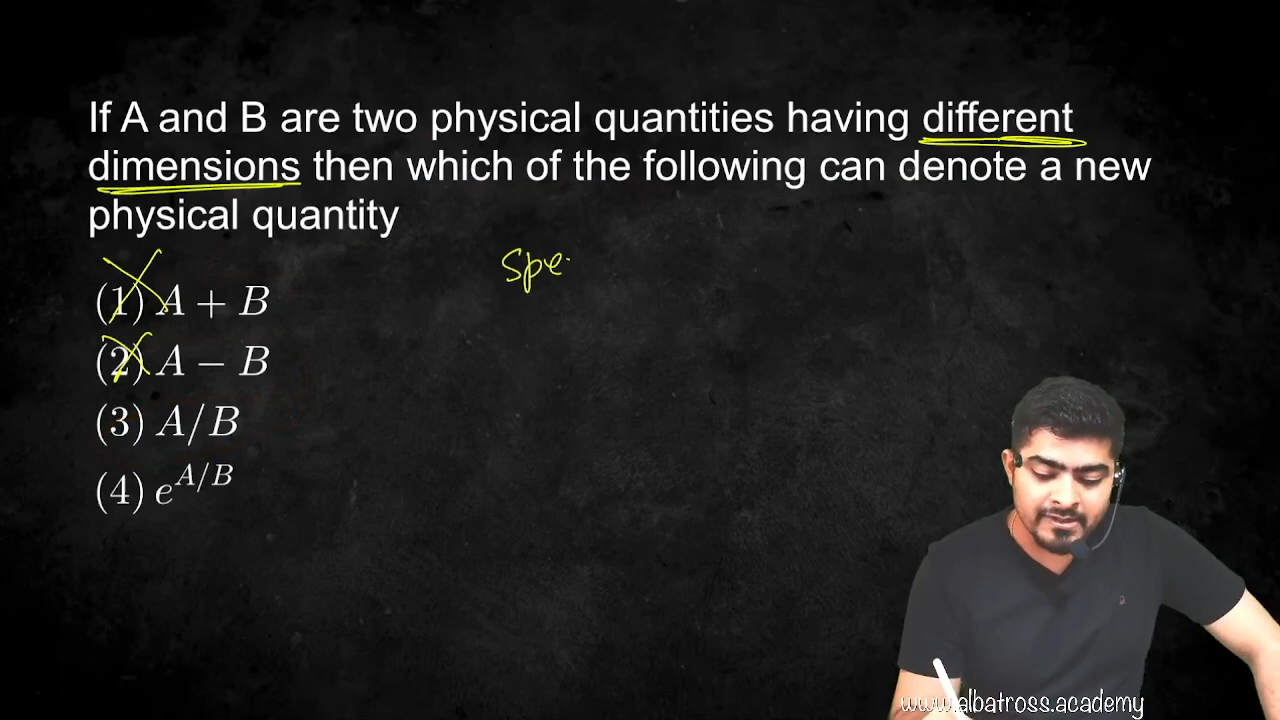 If A and B are two physical quantities having different
dimensions then which of the following can denote a new
physical quantity
Spe
(1) A + B
(2) A − B
(3) A/B
(4) e^{A/B}
www.albatross.academy